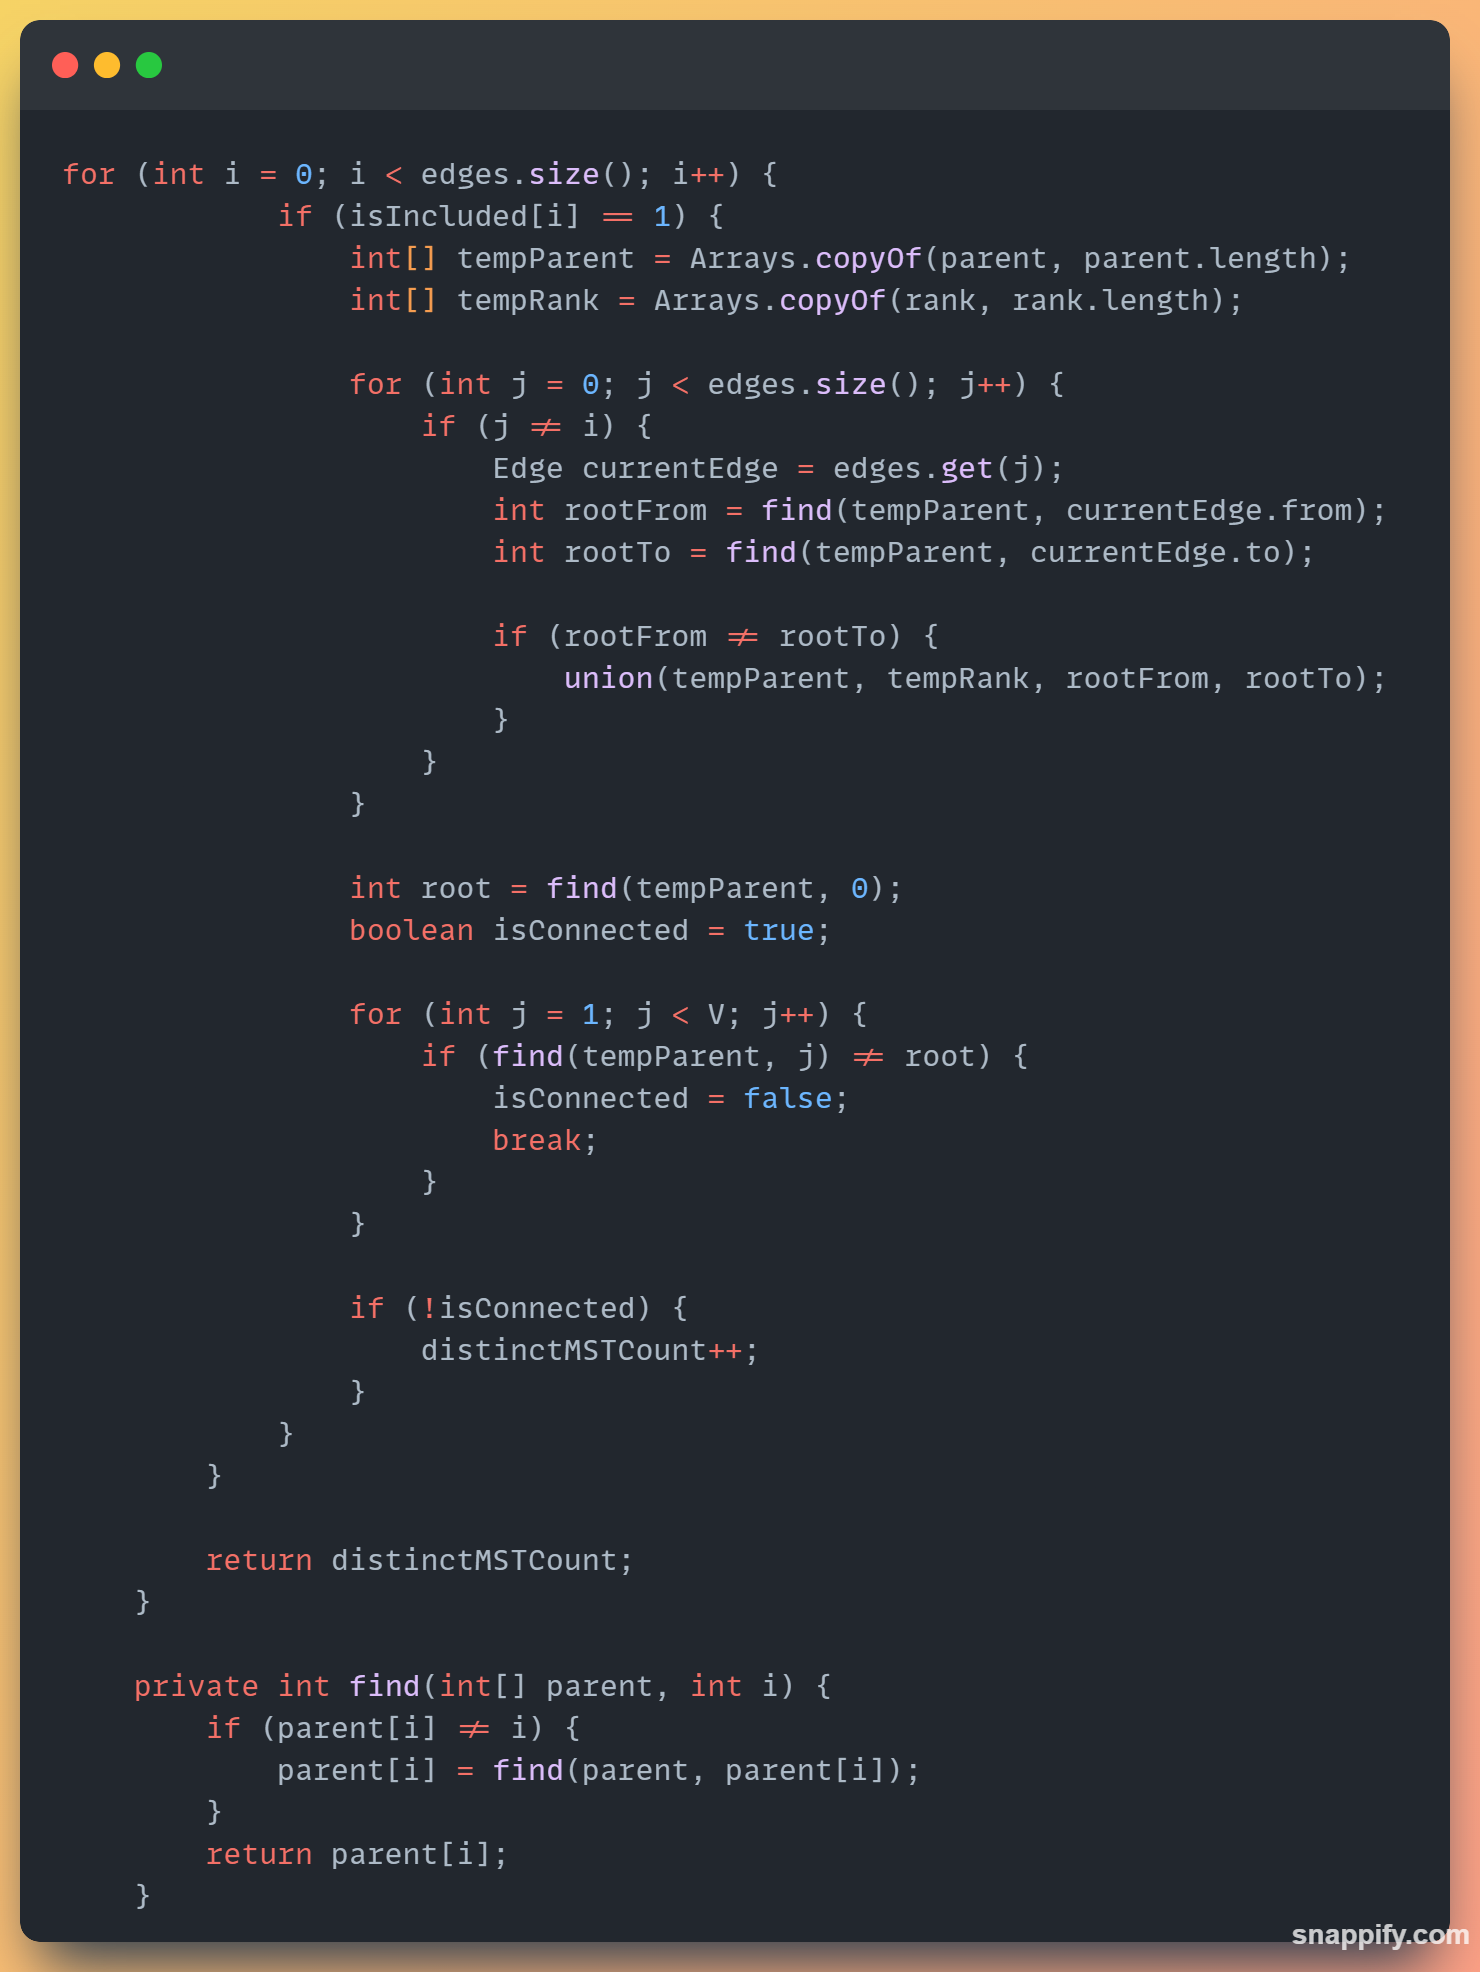 for (int i = 0; i < edges.size(); i++) {
            if (isIncluded[i] == 1) {
                int[] tempParent = Arrays.copyOf(parent, parent.length);
                int[] tempRank = Arrays.copyOf(rank, rank.length);

                for (int j = 0; j < edges.size(); j++) {
                    if (j != i) {
                        Edge currentEdge = edges.get(j);
                        int rootFrom = find(tempParent, currentEdge.from);
                        int rootTo = find(tempParent, currentEdge.to);

                        if (rootFrom != rootTo) {
                            union(tempParent, tempRank, rootFrom, rootTo);
                        }
                    }
                }

                int root = find(tempParent, 0);
                boolean isConnected = true;

                for (int j = 1; j < V; j++) {
                    if (find(tempParent, j) != root) {
                        isConnected = false;
                        break;
                    }
                }

                if (!isConnected) {
                    distinctMSTCount++;
                }
            }
        }

        return distinctMSTCount;
    }

    private int find(int[] parent, int i) {
        if (parent[i] != i) {
            parent[i] = find(parent, parent[i]);
        }
        return parent[i];
    }
snappify.com